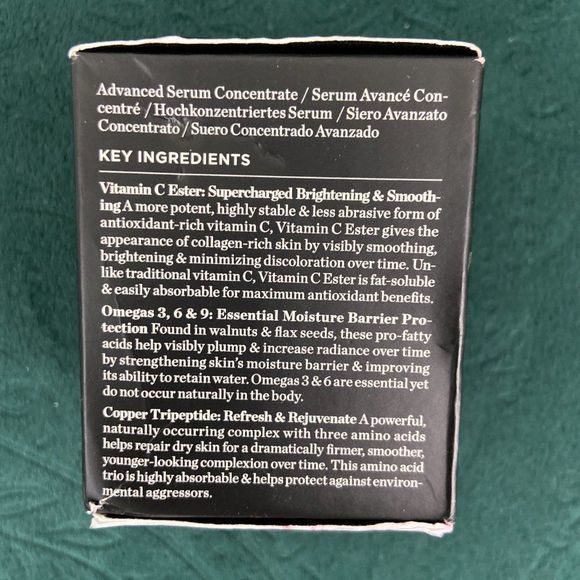 Advanced Serum Concentrate / Serum Avancé Con-
centré / Hochkonzentriertes Serum / Siero Avanzato
Concentrato / Suero Concentrado Avanzado
KEY INGREDIENTS
Vitamin C Ester: Supercharged Brightening & Smooth-
ing A more potent, highly stable & less abrasive form of
antioxidant-rich vitamin C, Vitamin C Ester gives the
appearance of collagen-rich skin by visibly smoothing,
brightening & minimizing discoloration over time. Un-
like traditional vitamin C, Vitamin C Ester is fat-soluble
& easily absorbable for maximum antioxidant benefits.
Omegas 3, 6 & 9: Essential Moisture Barrier Pro-
tection Found in walnuts & flax seeds, these pro-fatty
acids help visibly plump & increase radiance over time
by strengthening skin's moisture barrier & improving
its ability to retain water. Omegas 3 & 6 are essential yet
do not occur naturally in the body.
Copper Tripeptide: Refresh & Rejuvenate A powerful,
naturally occurring complex with three amino acids
helps repair dry skin for a dramatically firmer, smoother,
younger-looking complexion over time. This amino acid
trio is highly absorbable & helps protect against environ-
mental aggressors.